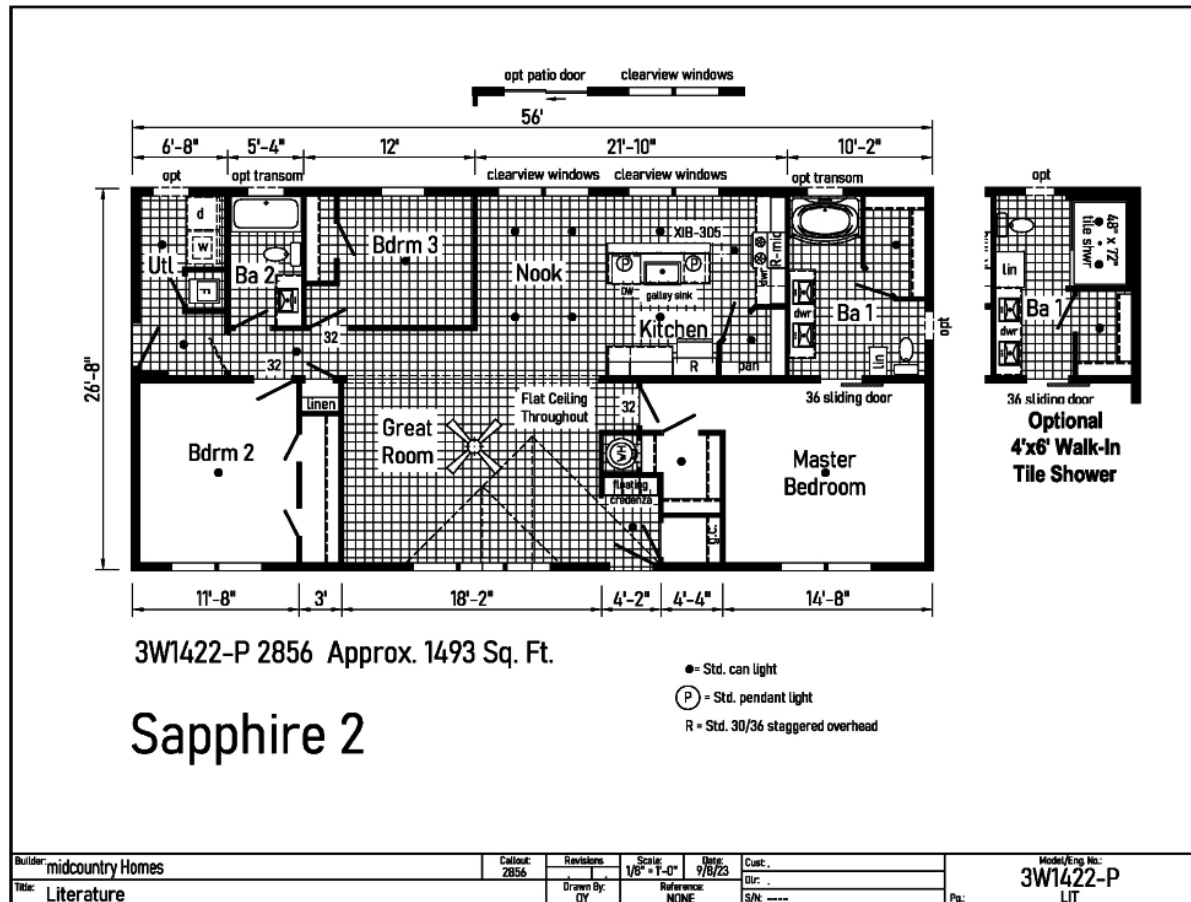 opt patio door
clearview windows
56'
6'-8"
5'-4"
12'
21'-10"
10'-2"
opt
opt transom
clearview windows
clearview windows
opt transom
opt
d
w
Utl
F
Ba 2
Bdrm 3
Nook
XIB-305
P
P
DW
galley sink
Kitchen
R
R-mic
dwr
pan
dwr
Ba 1
lin
opt
lin
dwr
Ba 1
48" X 72"
tile shwr
26'-8"
32
32
linen
Bdrm 2
Great
Room
Flat Ceiling
Throughout
32
WH
floating
credenza
g.c.
36 sliding door
Master
Bedroom
36 sliding door
Optional
4'x6' Walk-In
Tile Shower
11'-8"
3'
18'-2"
4'-2"
4'-4"
14'-8"
3W1422-P 2856 Approx. 1493 Sq. Ft.
Sapphire 2
= Std. can light
P = Std. pendant light
R = Std. 30/36 staggered overhead
Builder: midcountry Homes
Callout:
2856
Revisions
Scale:
1/8" = 1'-0"
Date:
9/8/23
Cust: .
Model/Eng. No.:
3W1422-P
Title: Literature
Drawn By:
OY
Reference:
NONE
Dlr: .
S/N: ----
Pg.:
LIT